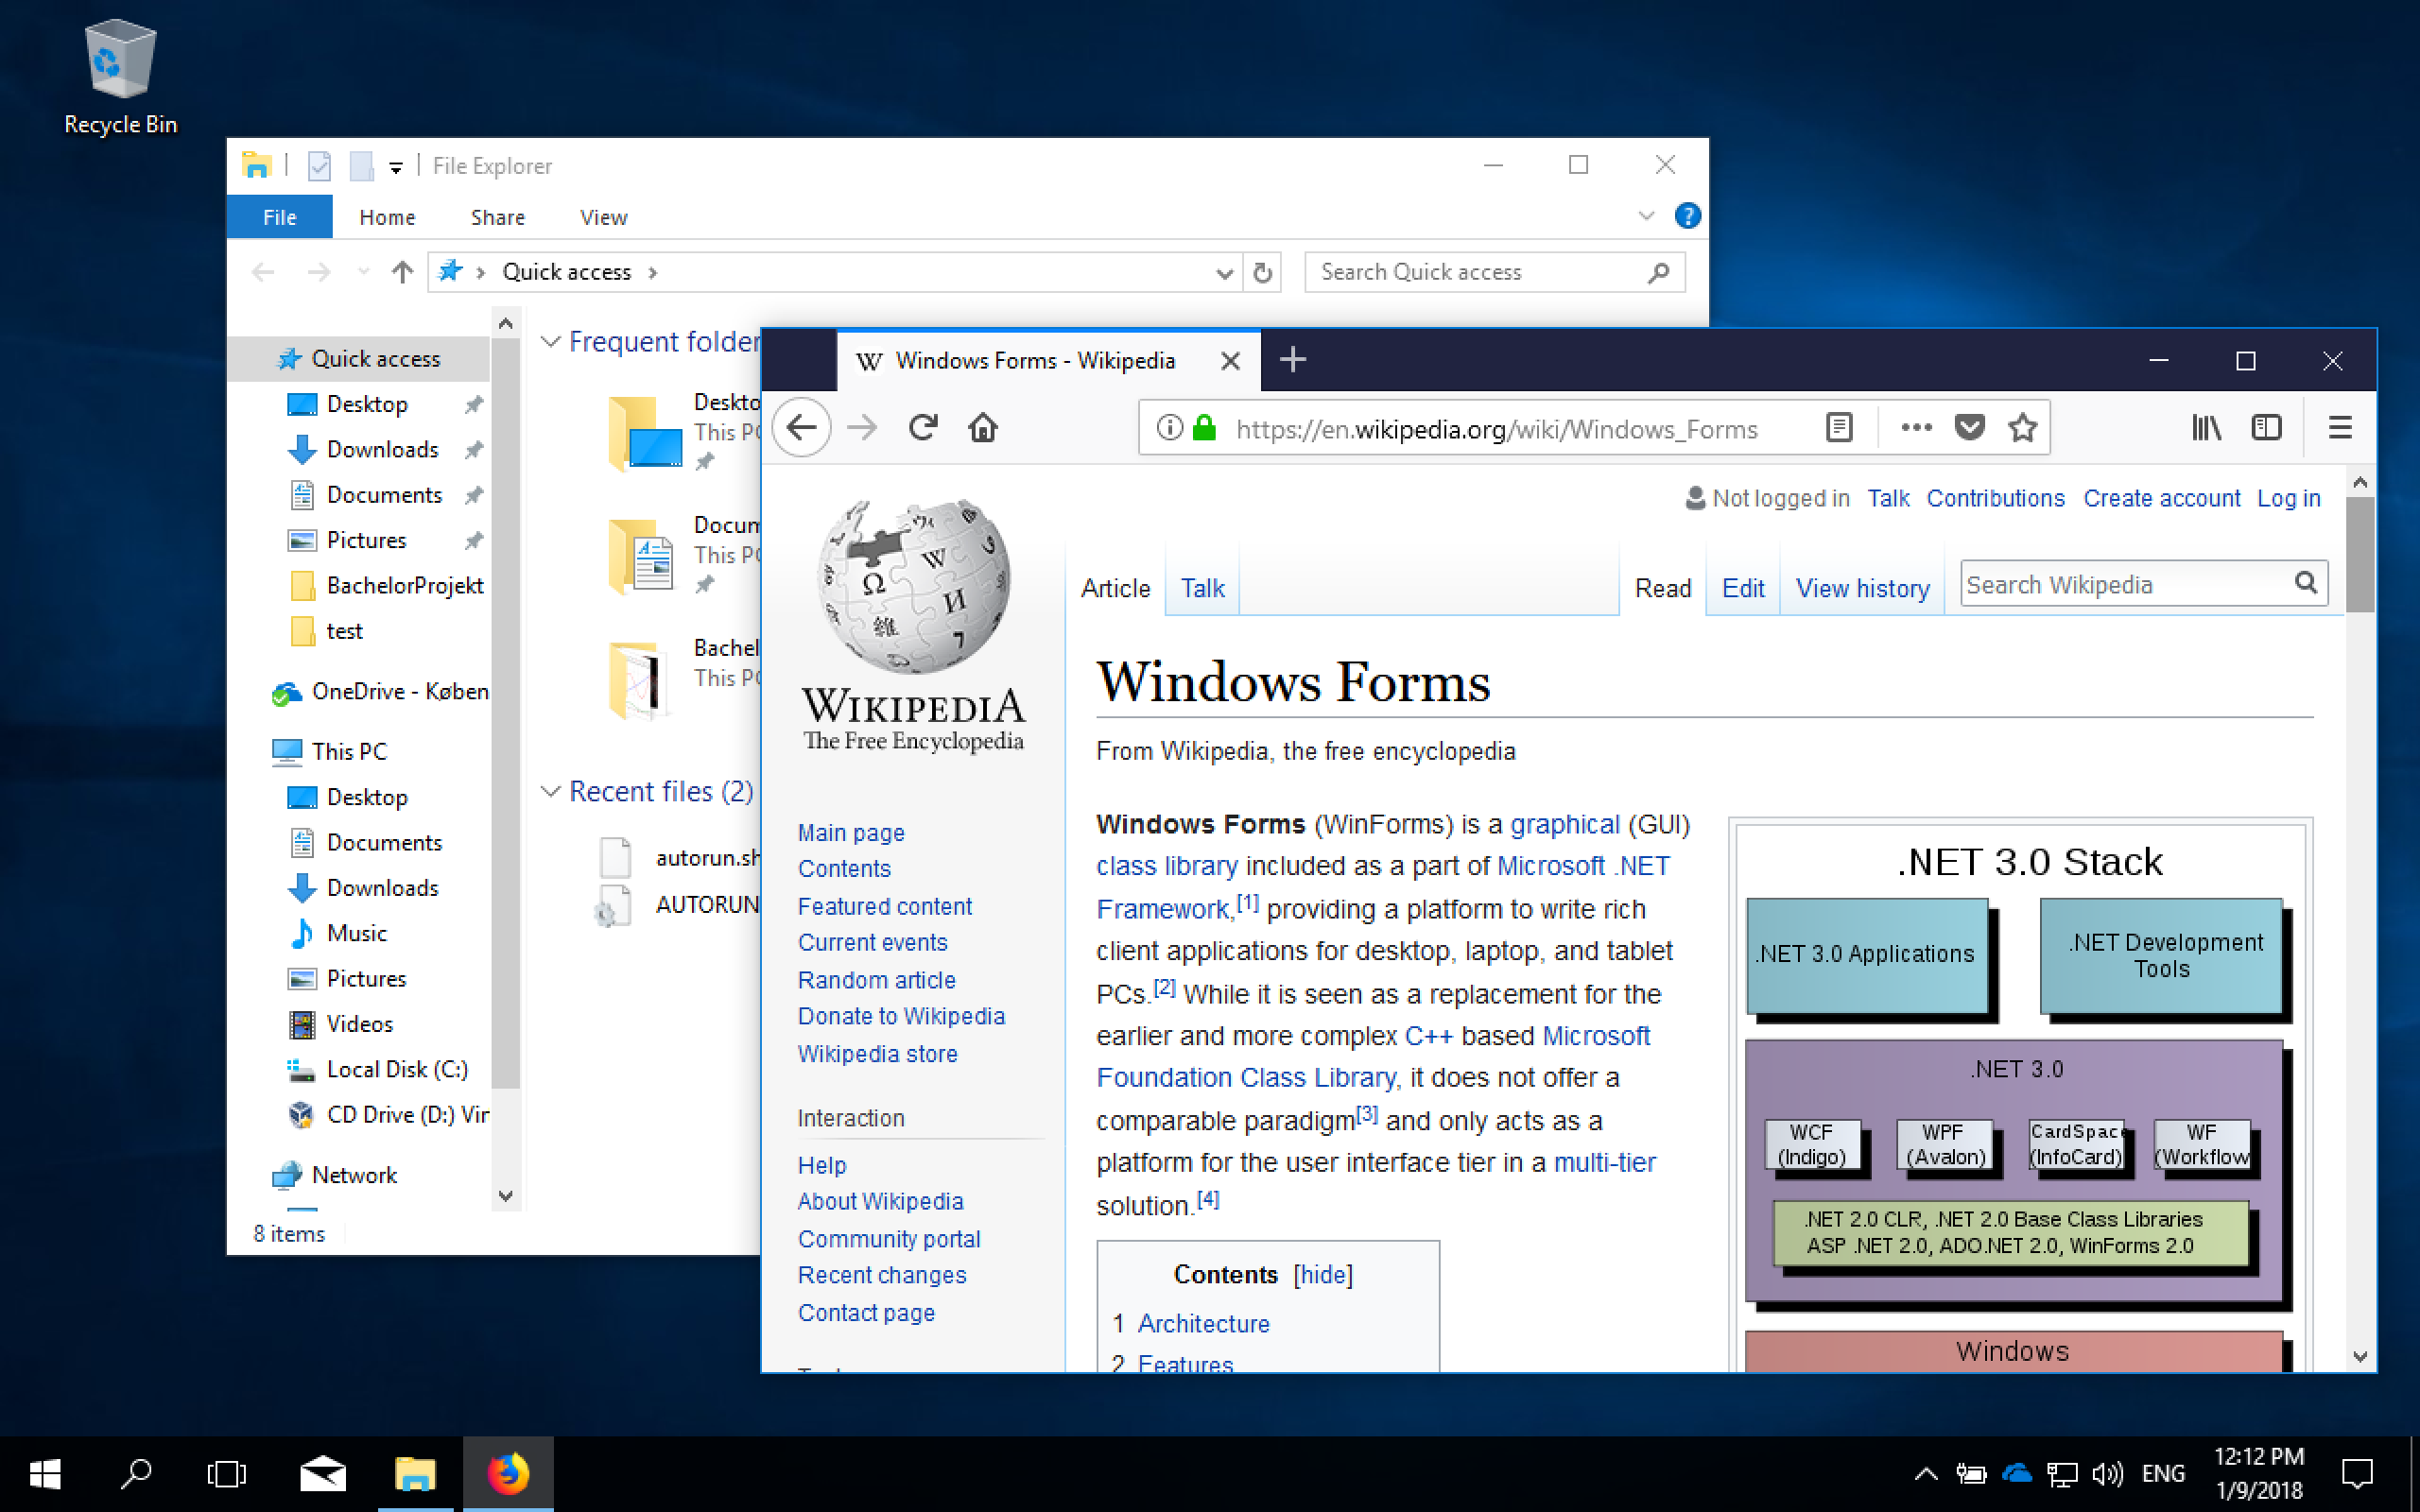 Recycle Bin
File Explorer
File Home Share View
Quick access
Search Quick access
Quick access
Desktop
Downloads
Documents
Pictures
BachelorProjekt
test
OneDrive - Køben
This PC
Desktop
Documents
Downloads
Music
Pictures
Videos
Local Disk (C:)
CD Drive (D:) Vir
Network
8 items
Frequent folder
Deskto
This PC
Docum
This PC
Bachel
This PC
Recent files (2)
autorun.sh
AUTORUN
Windows Forms - Wikipedia
https://en.wikipedia.org/wiki/Windows_Forms
Not logged in Talk Contributions Create account Log in
Article Talk Read Edit View history Search Wikipedia
WIKIPEDIA
The Free Encyclopedia
Main page
Contents
Featured content
Current events
Random article
Donate to Wikipedia
Wikipedia store
Interaction
Help
About Wikipedia
Community portal
Recent changes
Contact page
Windows Forms
From Wikipedia, the free encyclopedia
Windows Forms (WinForms) is a graphical (GUI)
class library included as a part of Microsoft .NET
Framework,[1] providing a platform to write rich
client applications for desktop, laptop, and tablet
PCs.[2] While it is seen as a replacement for the
earlier and more complex C++ based Microsoft
Foundation Class Library, it does not offer a
comparable paradigm[3] and only acts as a
platform for the user interface tier in a multi-tier
solution.[4]
Contents [hide]
1 Architecture
2 Features
.NET 3.0 Stack
.NET 3.0 Applications
.NET Development
Tools
.NET 3.0
WCF
(Indigo)
WPF
(Avalon)
CardSpace
(InfoCard)
WF
(Workflow
.NET 2.0 CLR, .NET 2.0 Base Class Libraries
ASP .NET 2.0, ADO.NET 2.0, WinForms 2.0
Windows
ENG
12:12 PM
1/9/2018